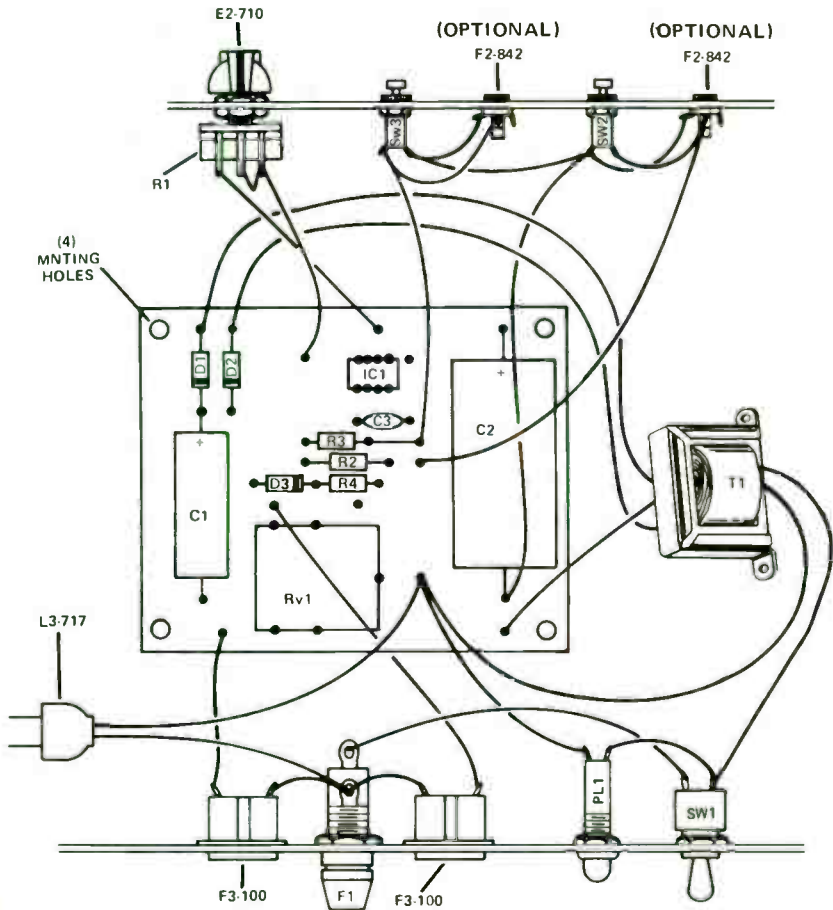 E2-710
(OPTIONAL)
F2-842
(OPTIONAL)
F2-842
SW3
SW2
R1
(4)
MNTING
HOLES
D1
D2
IC1
+
C3
C2
R3
R2
D3
R4
+
C1
T1
Rv1
L3-717
PL1
SW1
F3-100
F1
F3-100